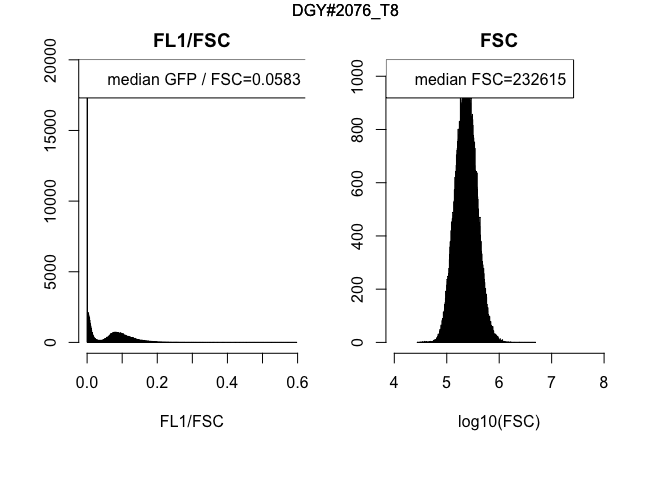 DGY#2076_T8
FL1/FSC
median GFP / FSC=0.0583
20000
15000
10000
5000
0
0.0 0.2 0.4 0.6
FL1/FSC
FSC
median FSC=232615
1000
800
600
400
200
0
4 5 6 7 8
log10(FSC)